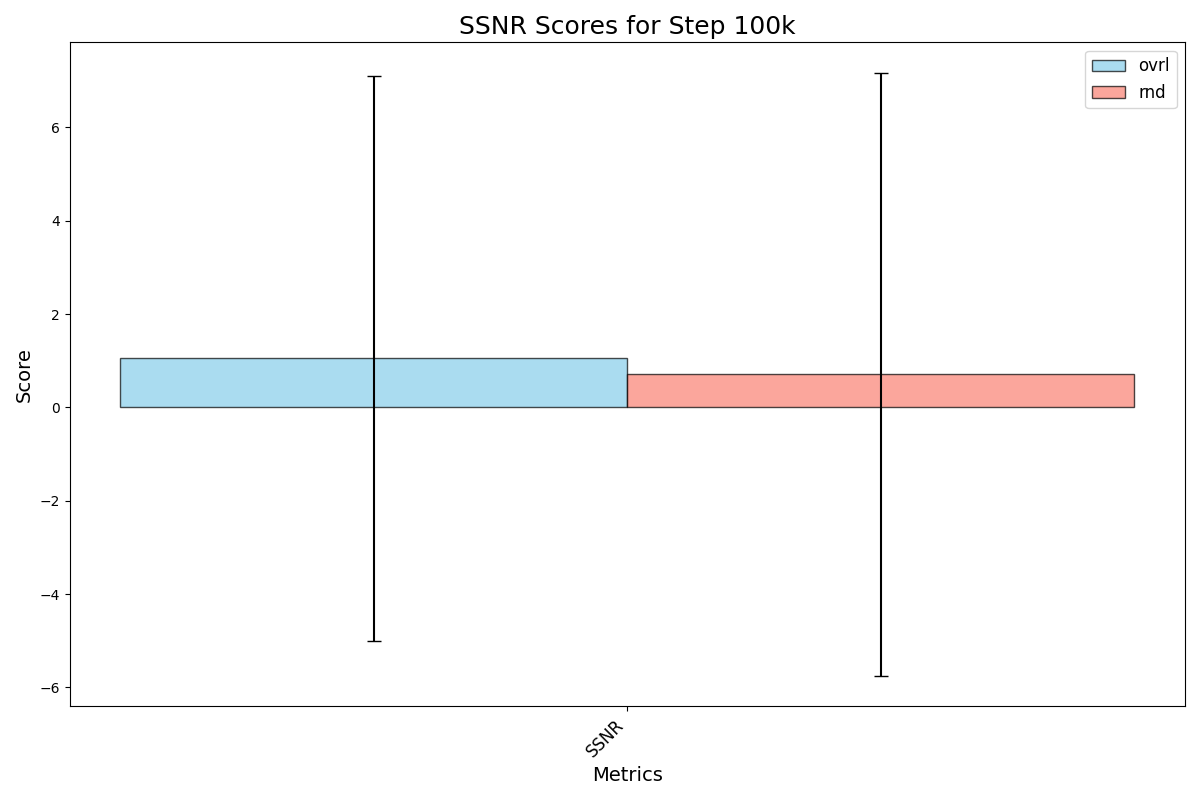 SSNR Scores for Step 100k
ovrl
rnd
6
4
2
0
−2
−4
−6
Score
SSNR
Metrics